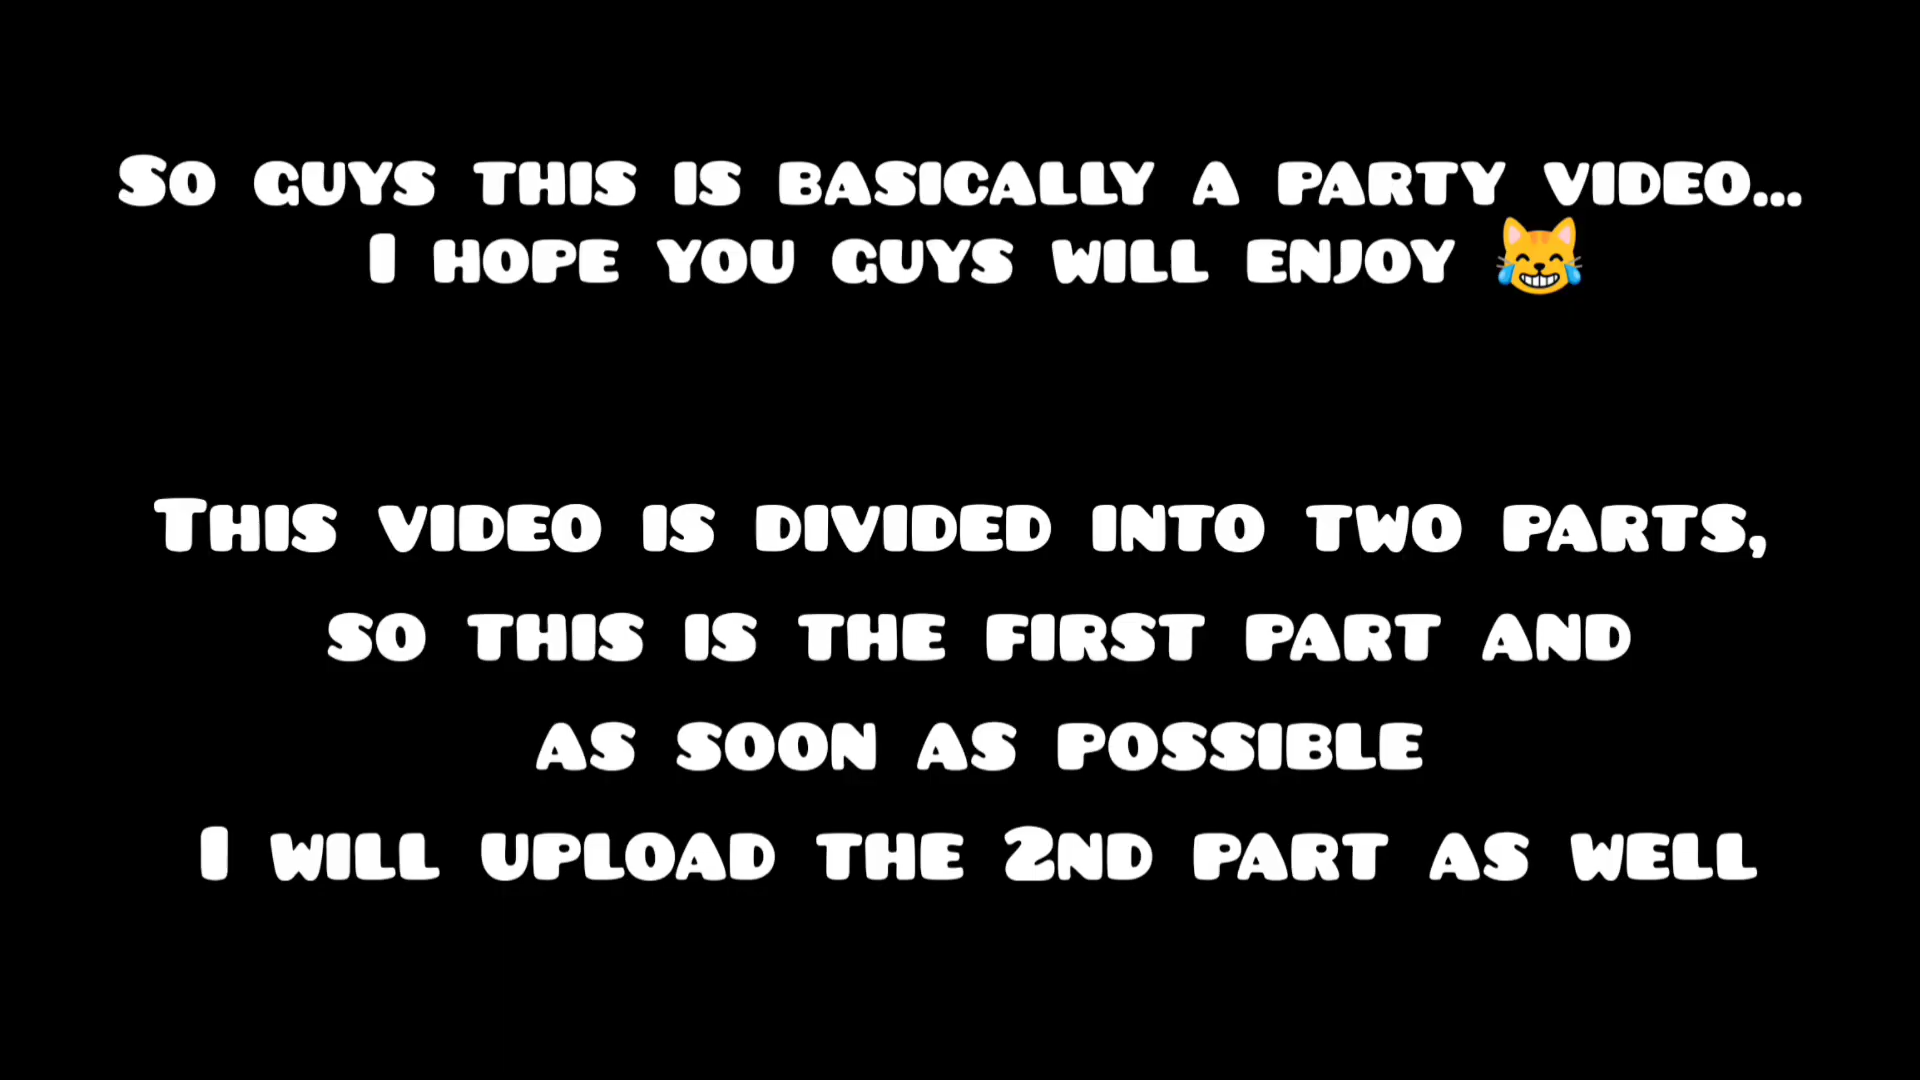 So guys this is basically a party video...
I hope you guys will enjoy 😹
This video is divided into two parts,
so this is the first part and
as soon as possible
I will upload the 2nd part as well